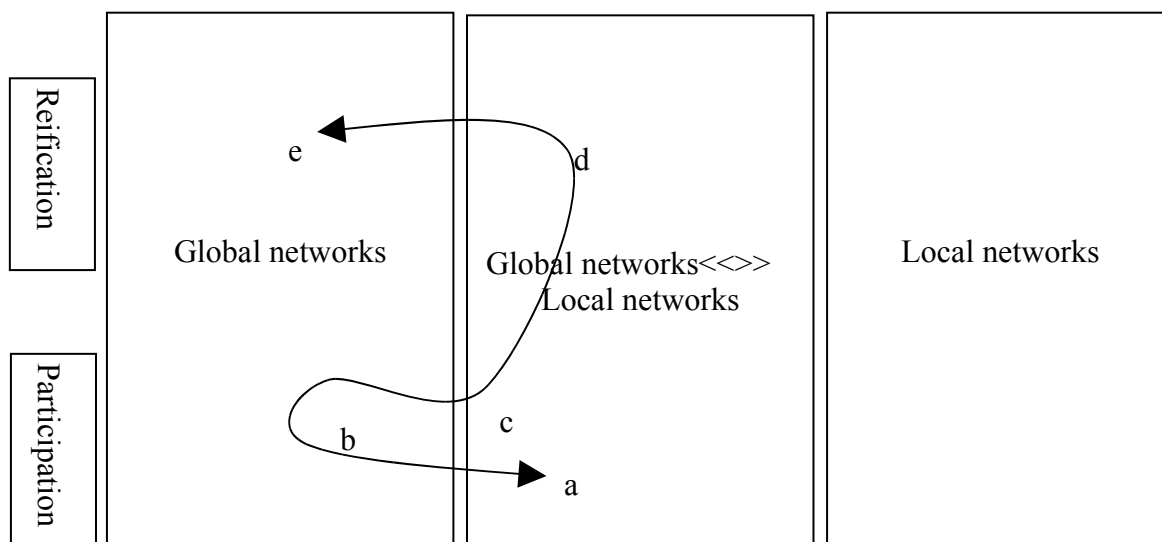 Reification
Participation
e
Global networks
b
d
Global networks<<>>
Local networks
c
a
Local networks